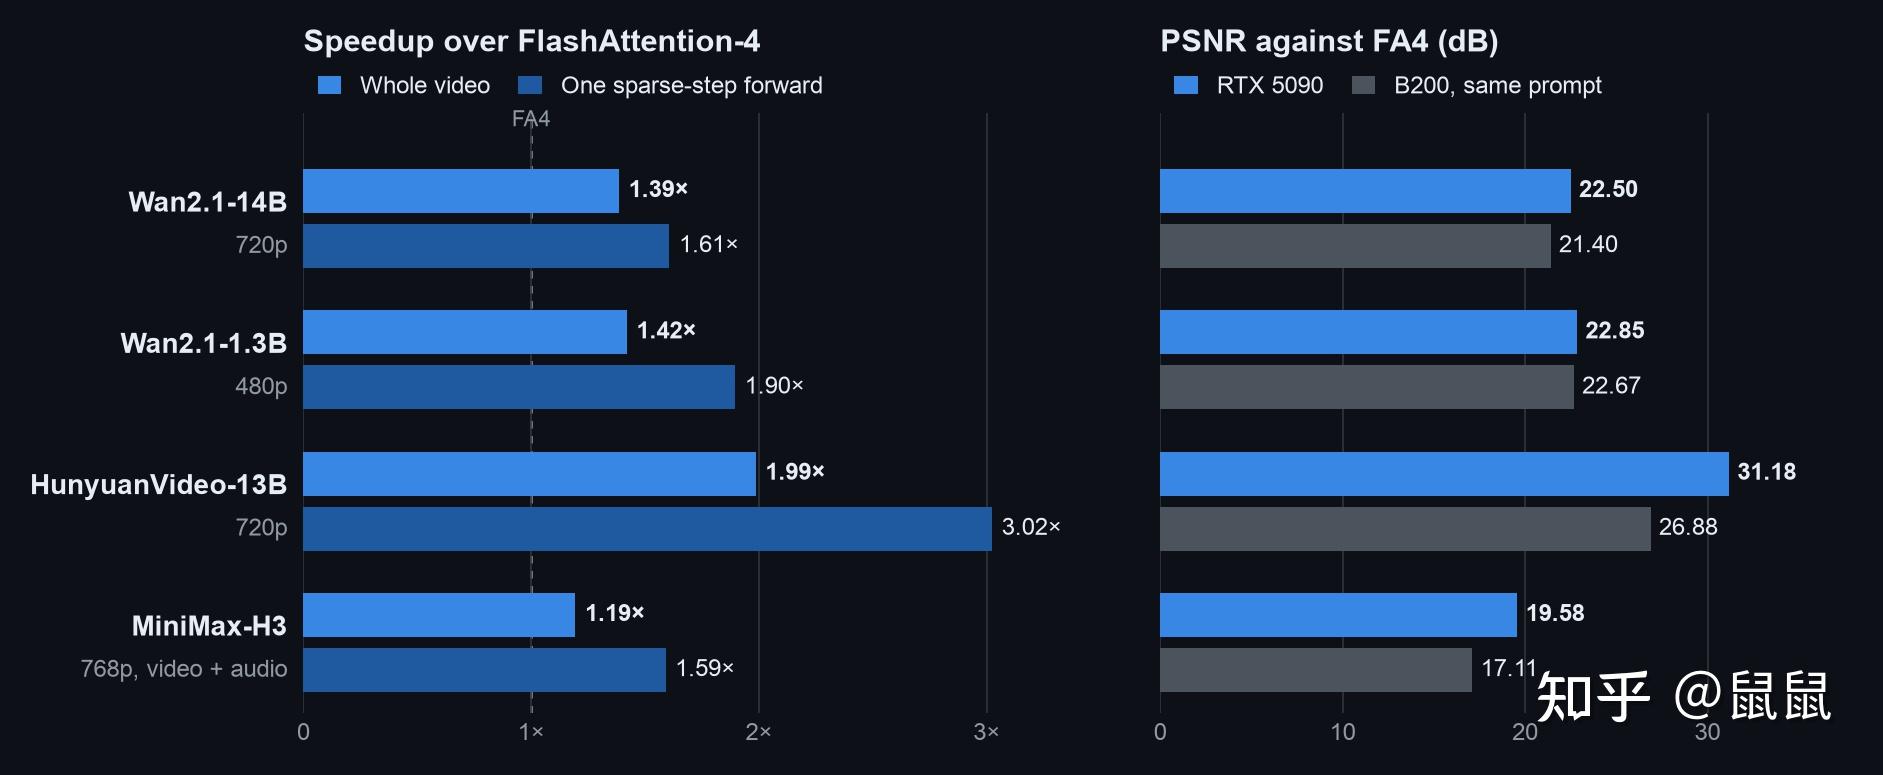 Speedup over FlashAttention-4
Whole video One sparse-step forward
FA4
Wan2.1-14B
720p
1.39×
1.61×
Wan2.1-1.3B
480p
1.42×
1.90×
HunyuanVideo-13B
720p
1.99×
3.02×
MiniMax-H3
768p, video + audio
1.19×
1.59×
0 1× 2× 3×
PSNR against FA4 (dB)
RTX 5090 B200, same prompt
22.50
21.40
22.85
22.67
31.18
26.88
19.58
17.11
0 10 20 30
知乎 @鼠鼠